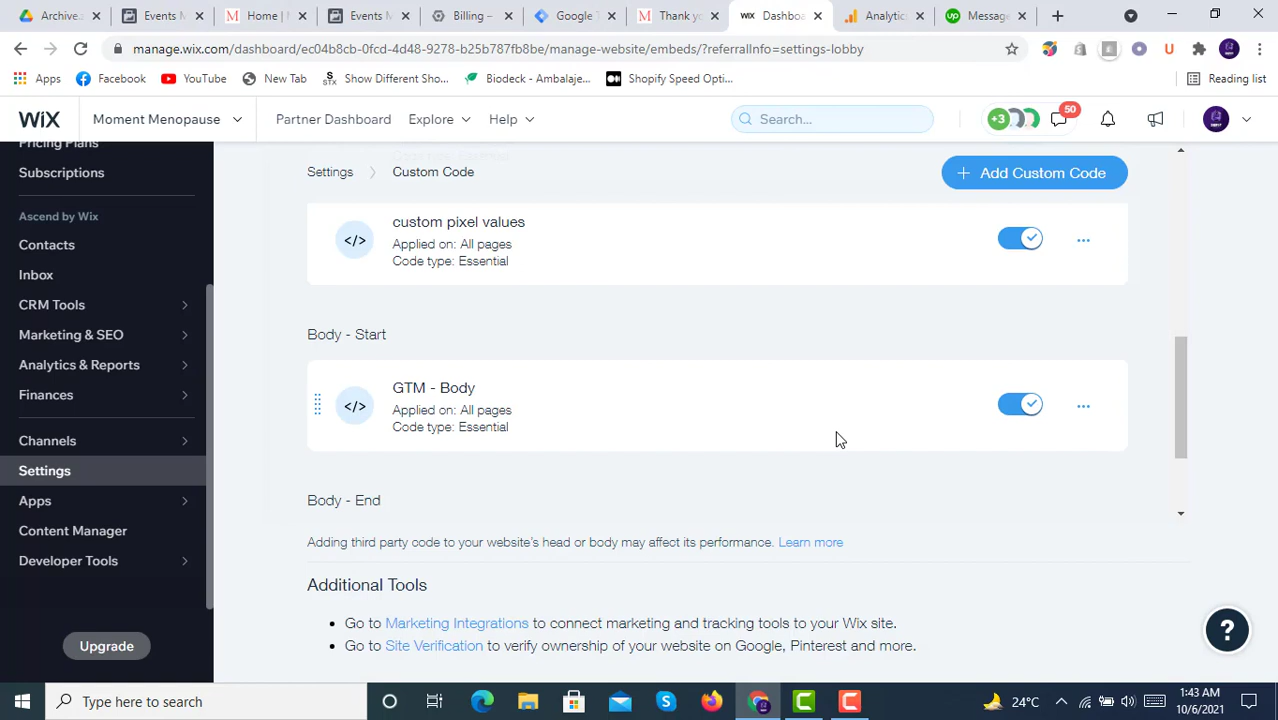 Archive.
Events M
Home | M
Events M
Billing –
Google T
Thank yo
WIX Dashboa
Analytics
Message
manage.wix.com/dashboard/ec04b8cb-0fcd-4d48-9278-b25b787fb8be/manage-website/embeds/?referralInfo=settings-lobby
Apps
Facebook
YouTube
New Tab
STX Show Different Sho...
Biodeck - Ambalaje...
Shopify Speed Opti...
Reading list
WIX
Moment Menopause
Partner Dashboard
Explore
Help
Search...
+3
50
Pricing Plans
Subscriptions
Ascend by Wix
Contacts
Inbox
CRM Tools
Marketing & SEO
Analytics & Reports
Finances
Channels
Settings
Apps
Content Manager
Developer Tools
Upgrade
Settings > Custom Code
+ Add Custom Code
</> custom pixel values
Applied on: All pages
Code type: Essential
Body - Start
</> GTM - Body
Applied on: All pages
Code type: Essential
Body - End
Adding third party code to your website's head or body may affect its performance. Learn more
Additional Tools
• Go to Marketing Integrations to connect marketing and tracking tools to your Wix site.
• Go to Site Verification to verify ownership of your website on Google, Pinterest and more.
?
Type here to search
24°C
1:43 AM
10/6/2021